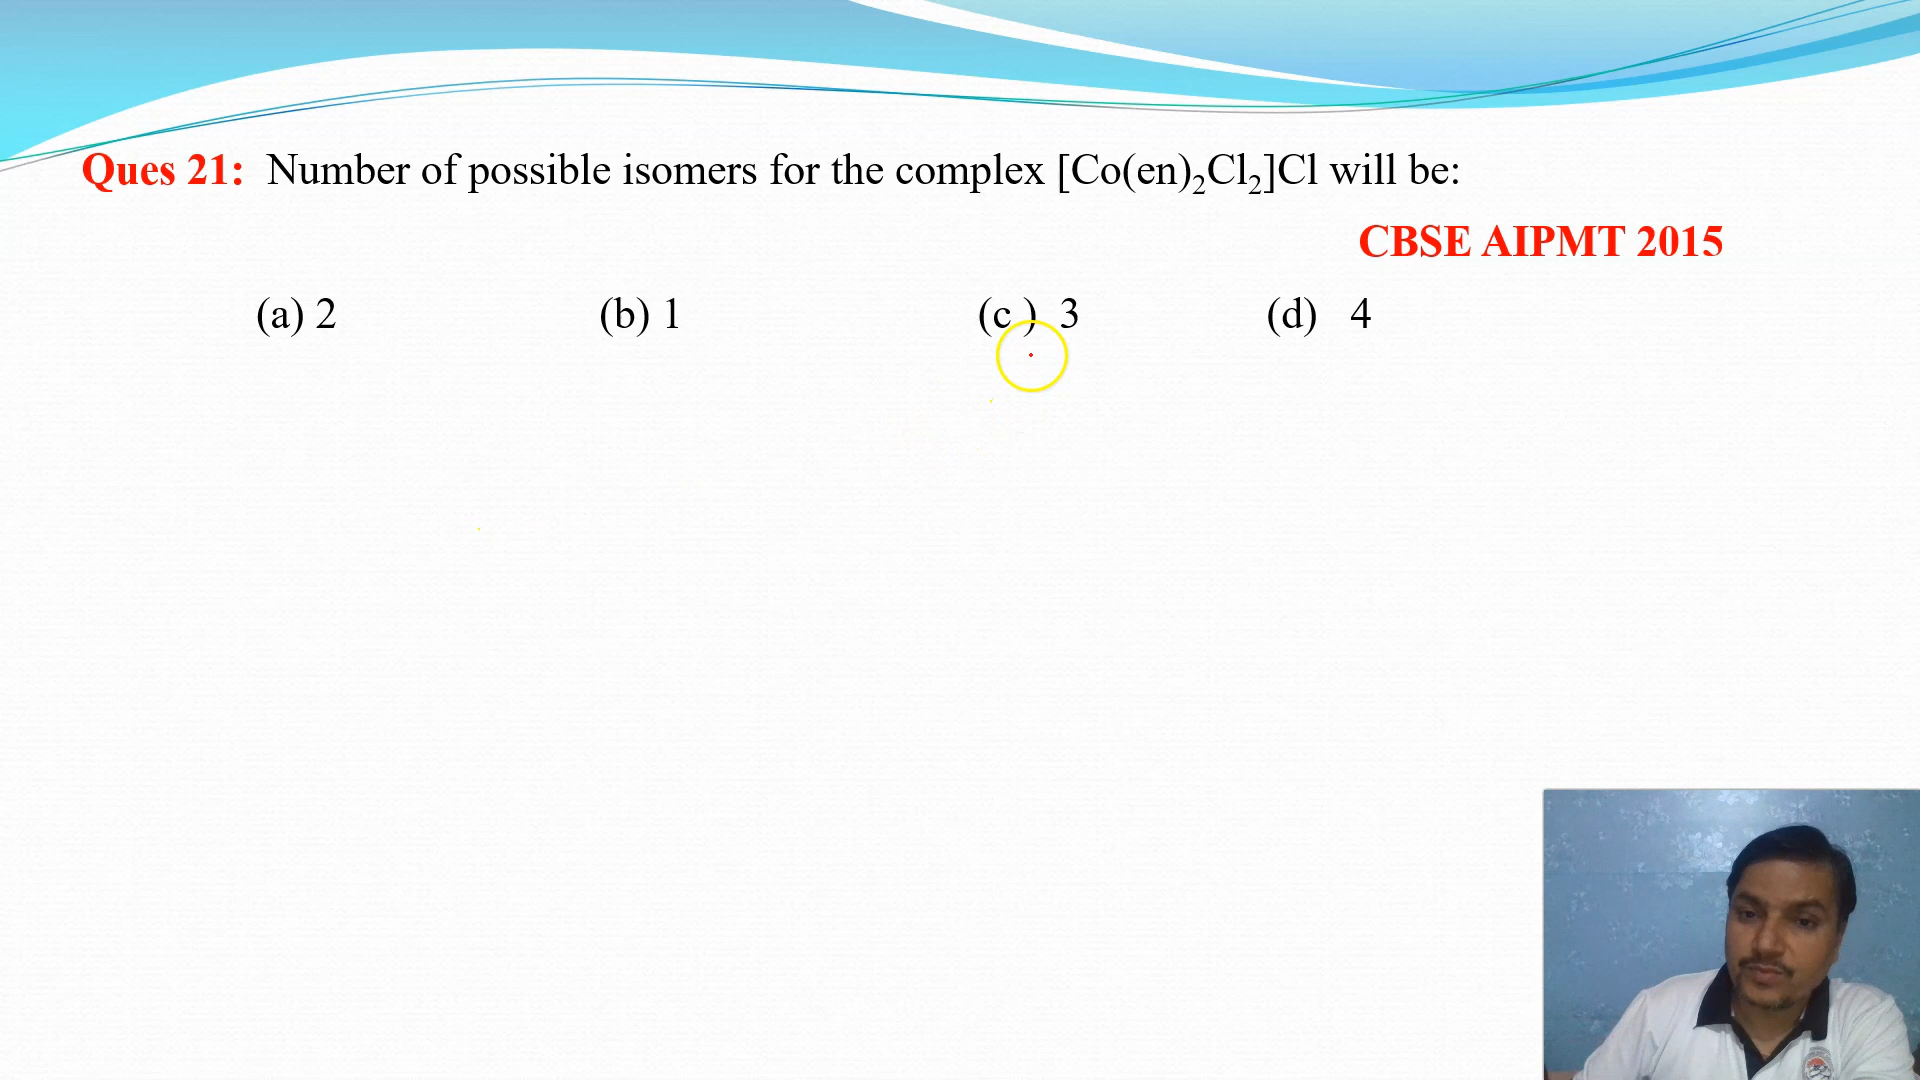 Ques 21: Number of possible isomers for the complex [Co(en)₂Cl₂]Cl will be:
CBSE AIPMT 2015
(a) 2 (b) 1 (c ) 3 (d) 4